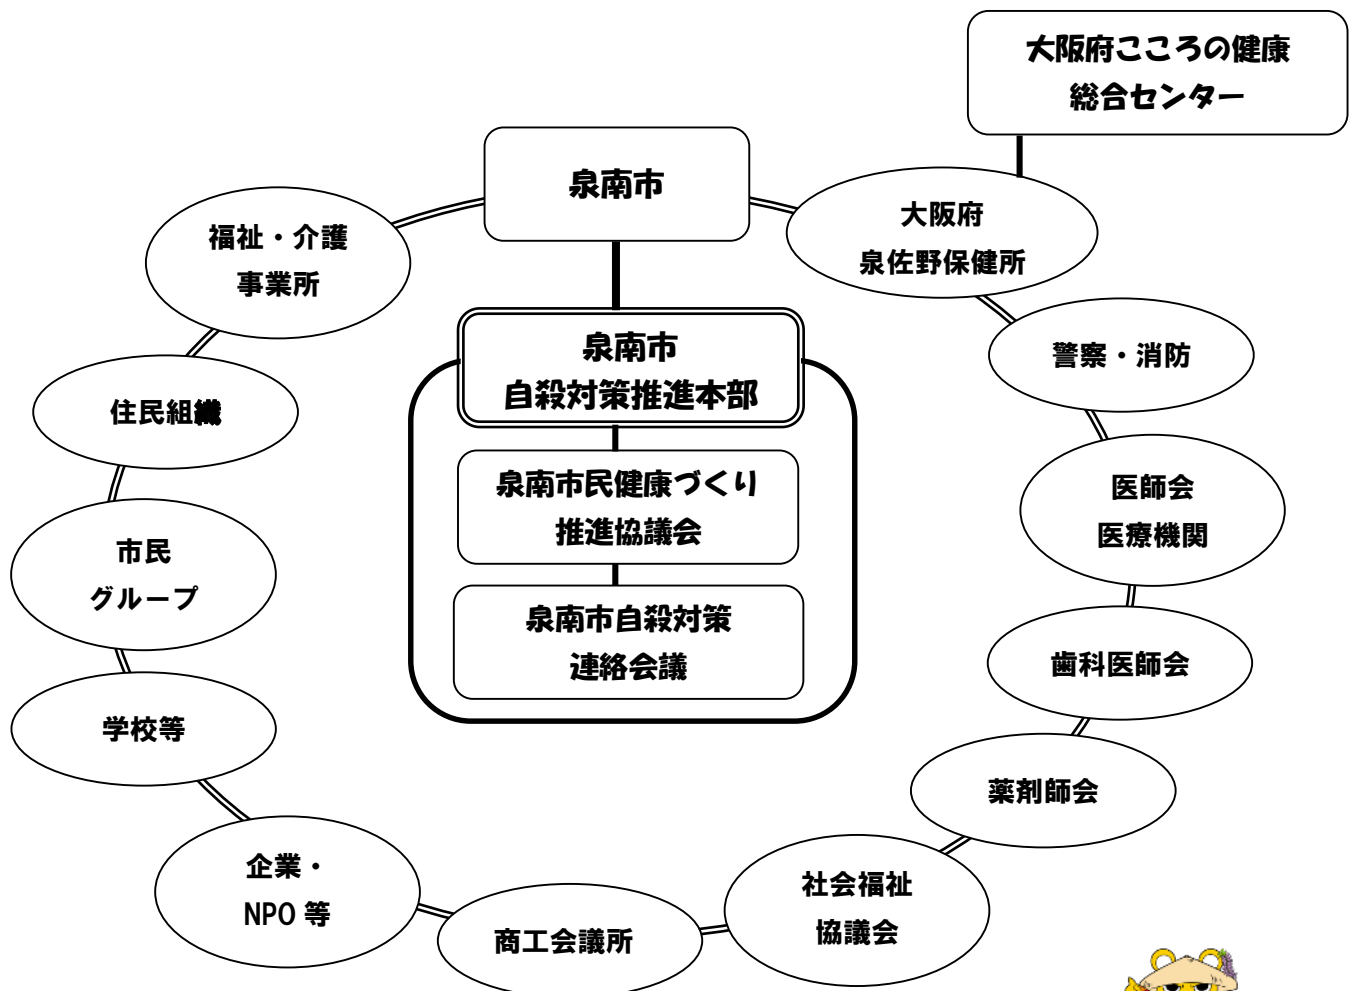 大阪府こころの健康
総合センター
泉南市
大阪府
泉佐野保健所
福祉・介護
事業所
泉南市
自殺対策推進本部
警察・消防
住民組織
泉南市民健康づくり
推進協議会
医師会
医療機関
市民
グループ
泉南市自殺対策
連絡会議
歯科医師会
学校等
薬剤師会
企業・
NPO 等
社会福祉
協議会
商工会議所